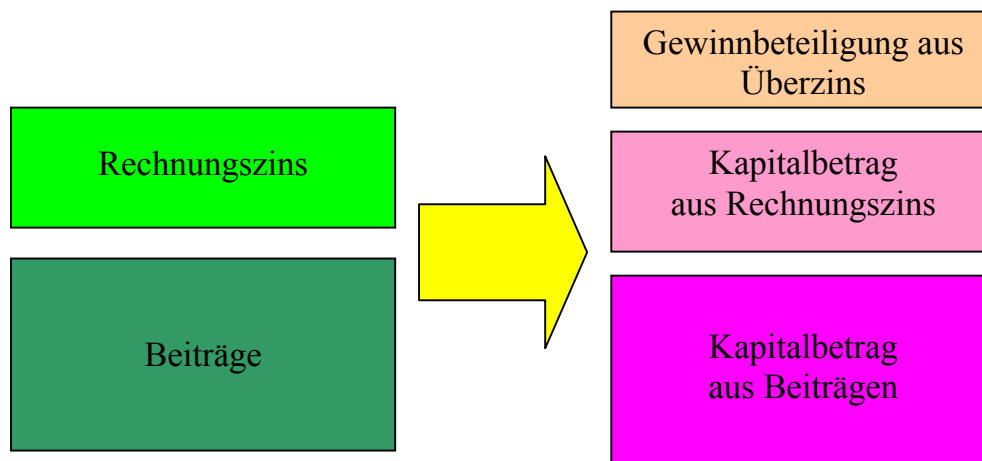 Rechnungszins
Beiträge
Gewinnbeteiligung aus
Überzins
Kapitalbetrag
aus Rechnungszins
Kapitalbetrag
aus Beiträgen